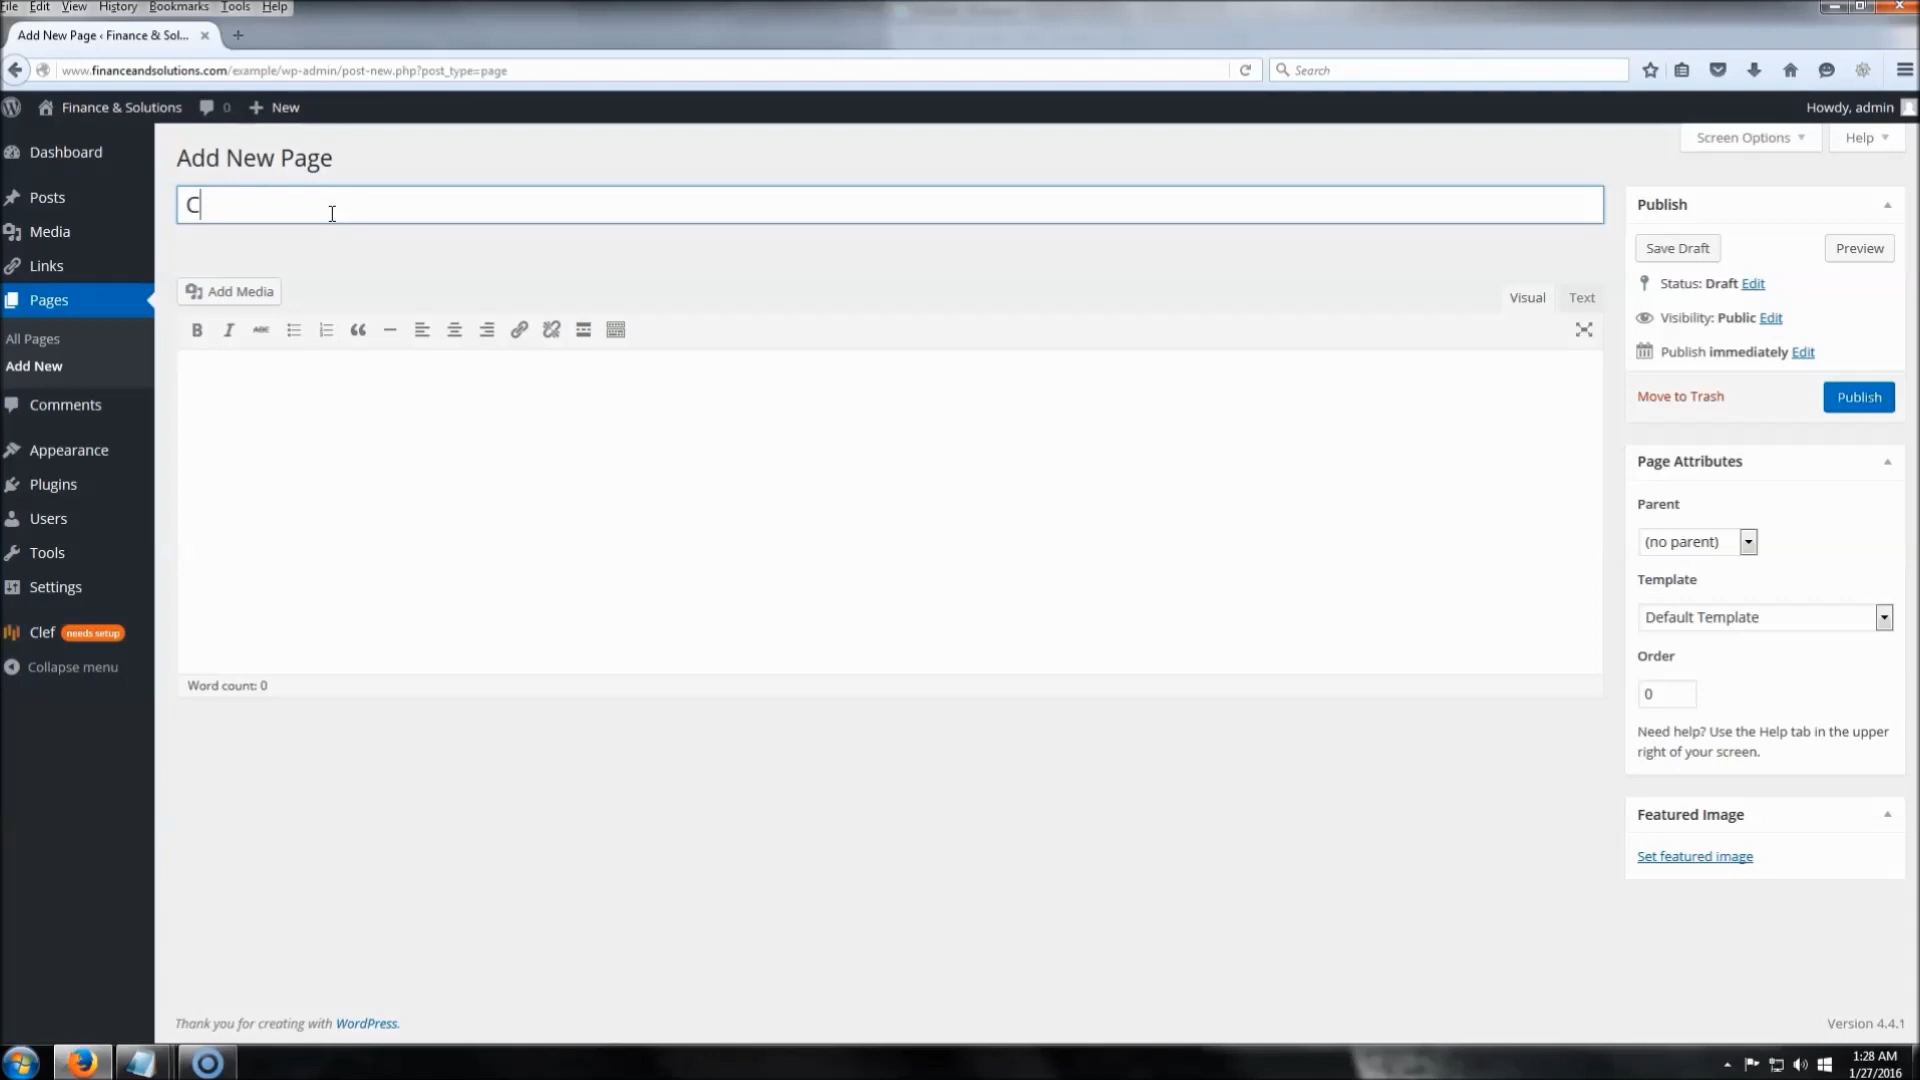 File Edit View History Bookmarks Tools Help
Add New Page ‹ Finance & Sol...
www.financeandsolutions.com/example/wp-admin/post-new.php?post_type=page
Search
Finance & Solutions 0 New
Howdy, admin
Screen Options Help
Dashboard
Posts
Media
Links
Pages
All Pages
Add New
Comments
Appearance
Plugins
Users
Tools
Settings
Clef needs setup
Collapse menu
Add New Page
C
Add Media
Visual Text
B I ABC
Word count: 0
Publish
Save Draft Preview
Status: Draft Edit
Visibility: Public Edit
Publish immediately Edit
Move to Trash Publish
Page Attributes
Parent
(no parent)
Template
Default Template
Order
0
Need help? Use the Help tab in the upper
right of your screen.
Featured Image
Set featured image
Thank you for creating with WordPress.
Version 4.4.1
1:28 AM
1/27/2016